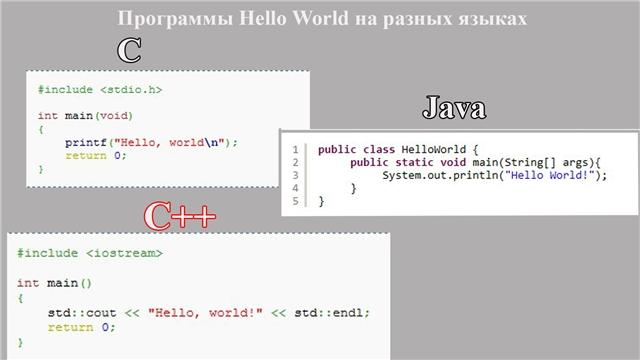 Программы Hello World на разных языках
C
#include <stdio.h>
int main(void)
{
    printf("Hello, world\n");
    return 0;
}
Java
1 public class HelloWorld {
2     public static void main(String[] args){
3         System.out.println("Hello World!");
4     }
5 }
C++
#include <iostream>
int main()
{
    std::cout << "Hello, world!" << std::endl;
    return 0;
}